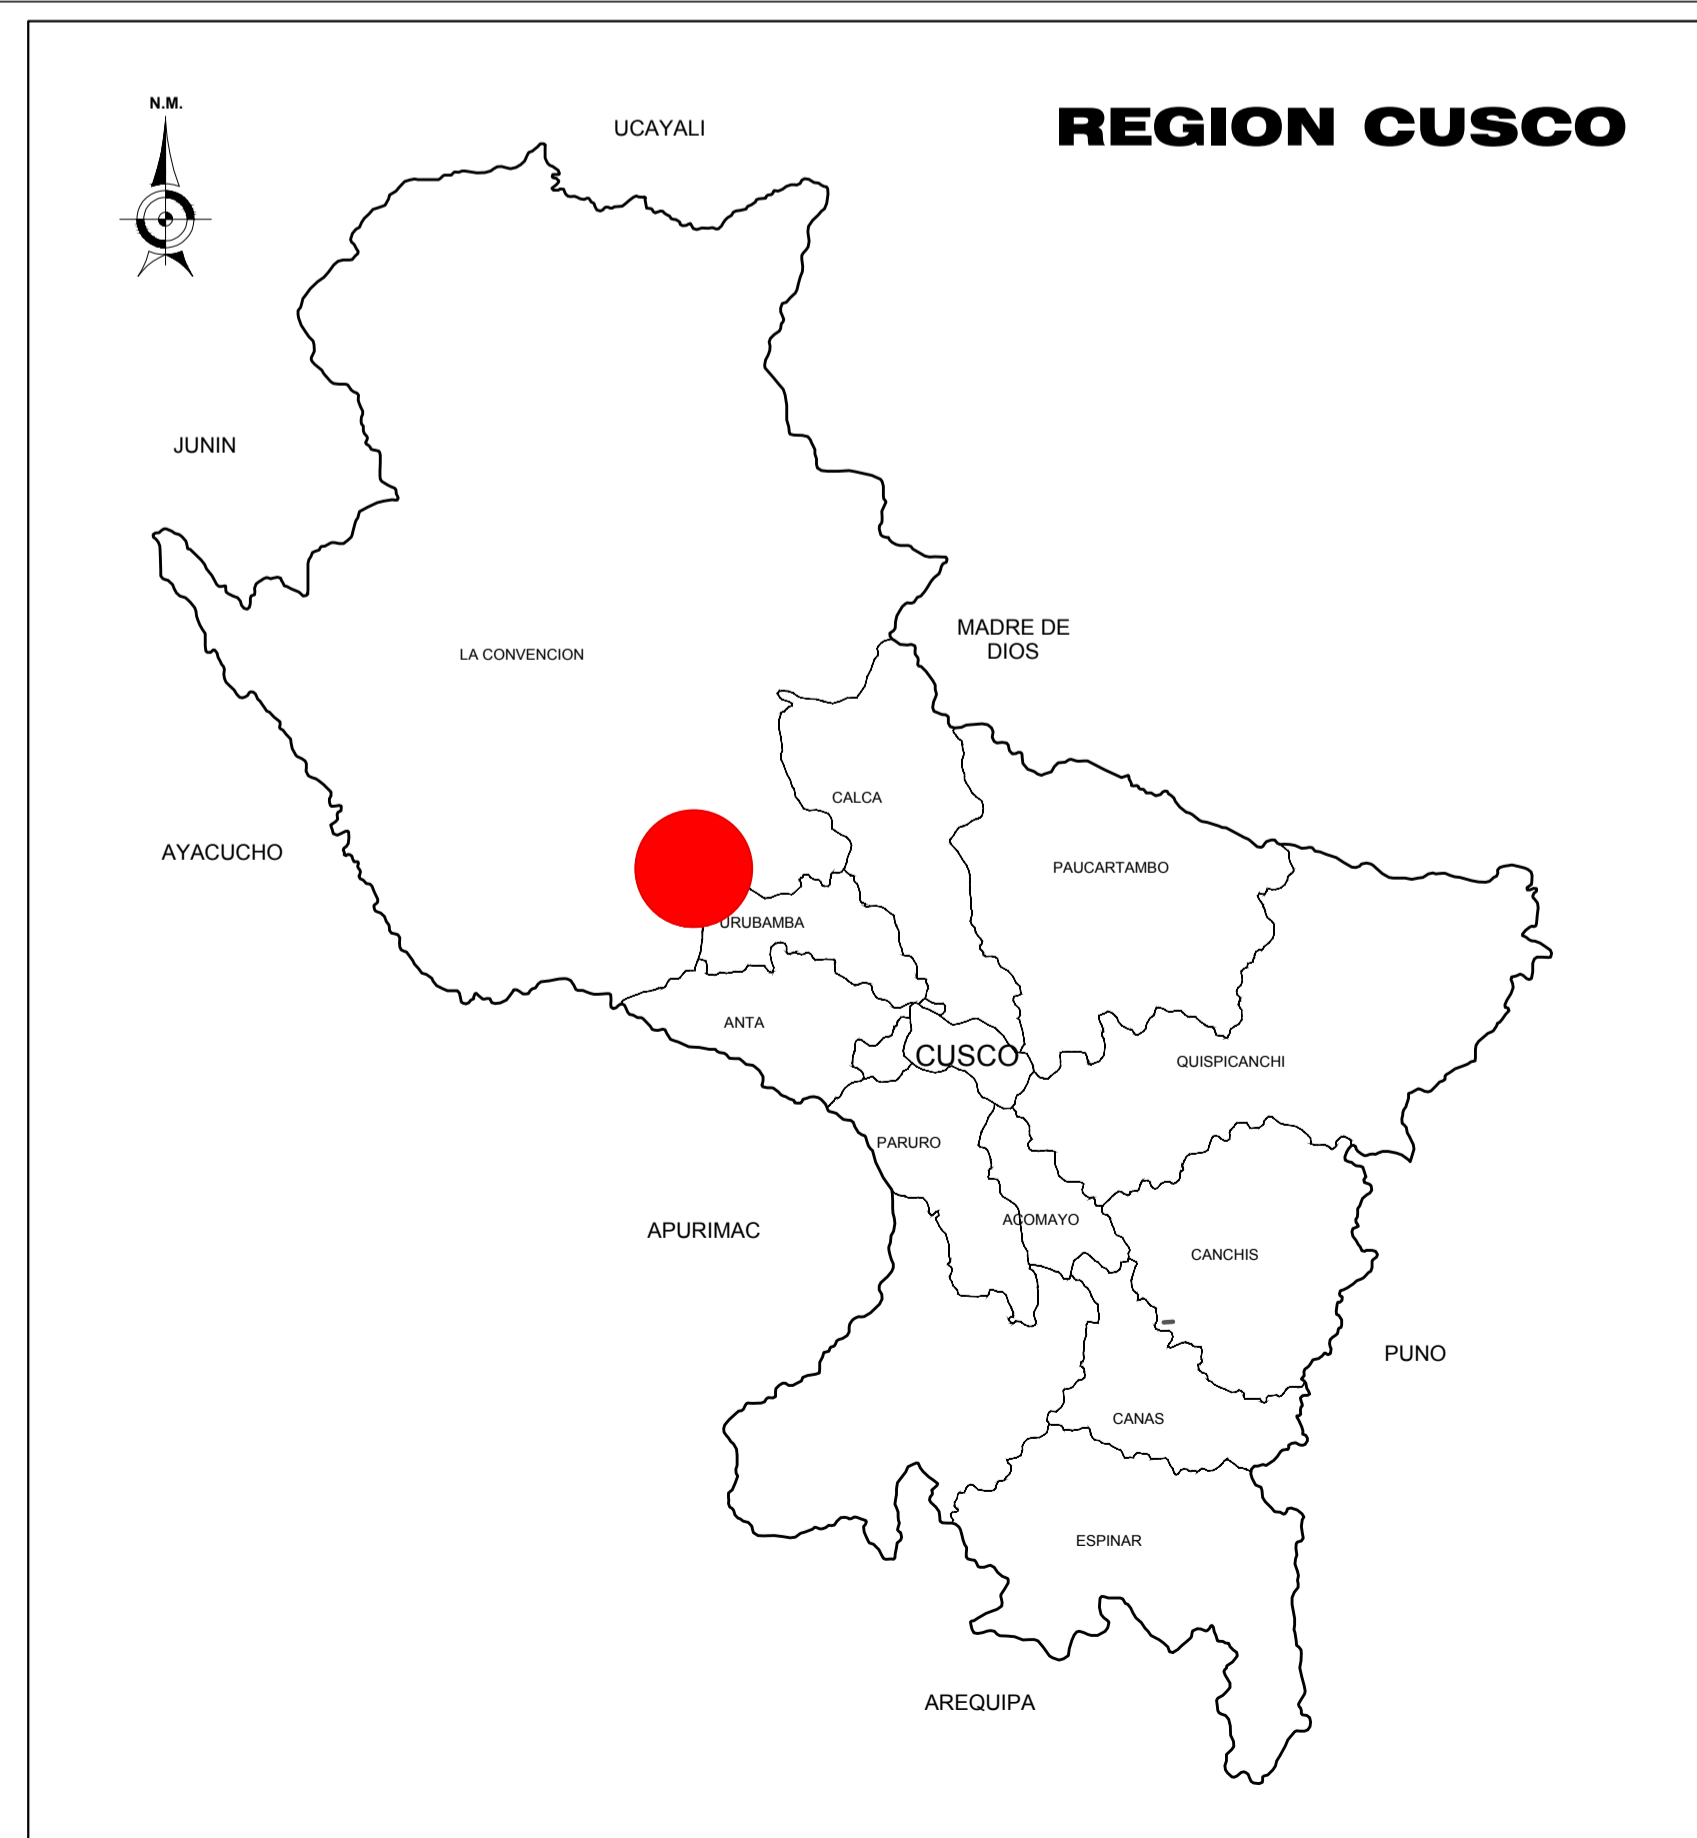 N.M.
UCAYALI
REGION CUSCO
JUNIN
MADRE DE
DIOS
LA CONVENCION
CALCA
AYACUCHO
PAUCARTAMBO
URUBAMBA
ANTA
CUSCO
QUISPICANCHI
PARURO
ACOMAYO
APURIMAC
CANCHIS
PUNO
CANAS
ESPINAR
AREQUIPA